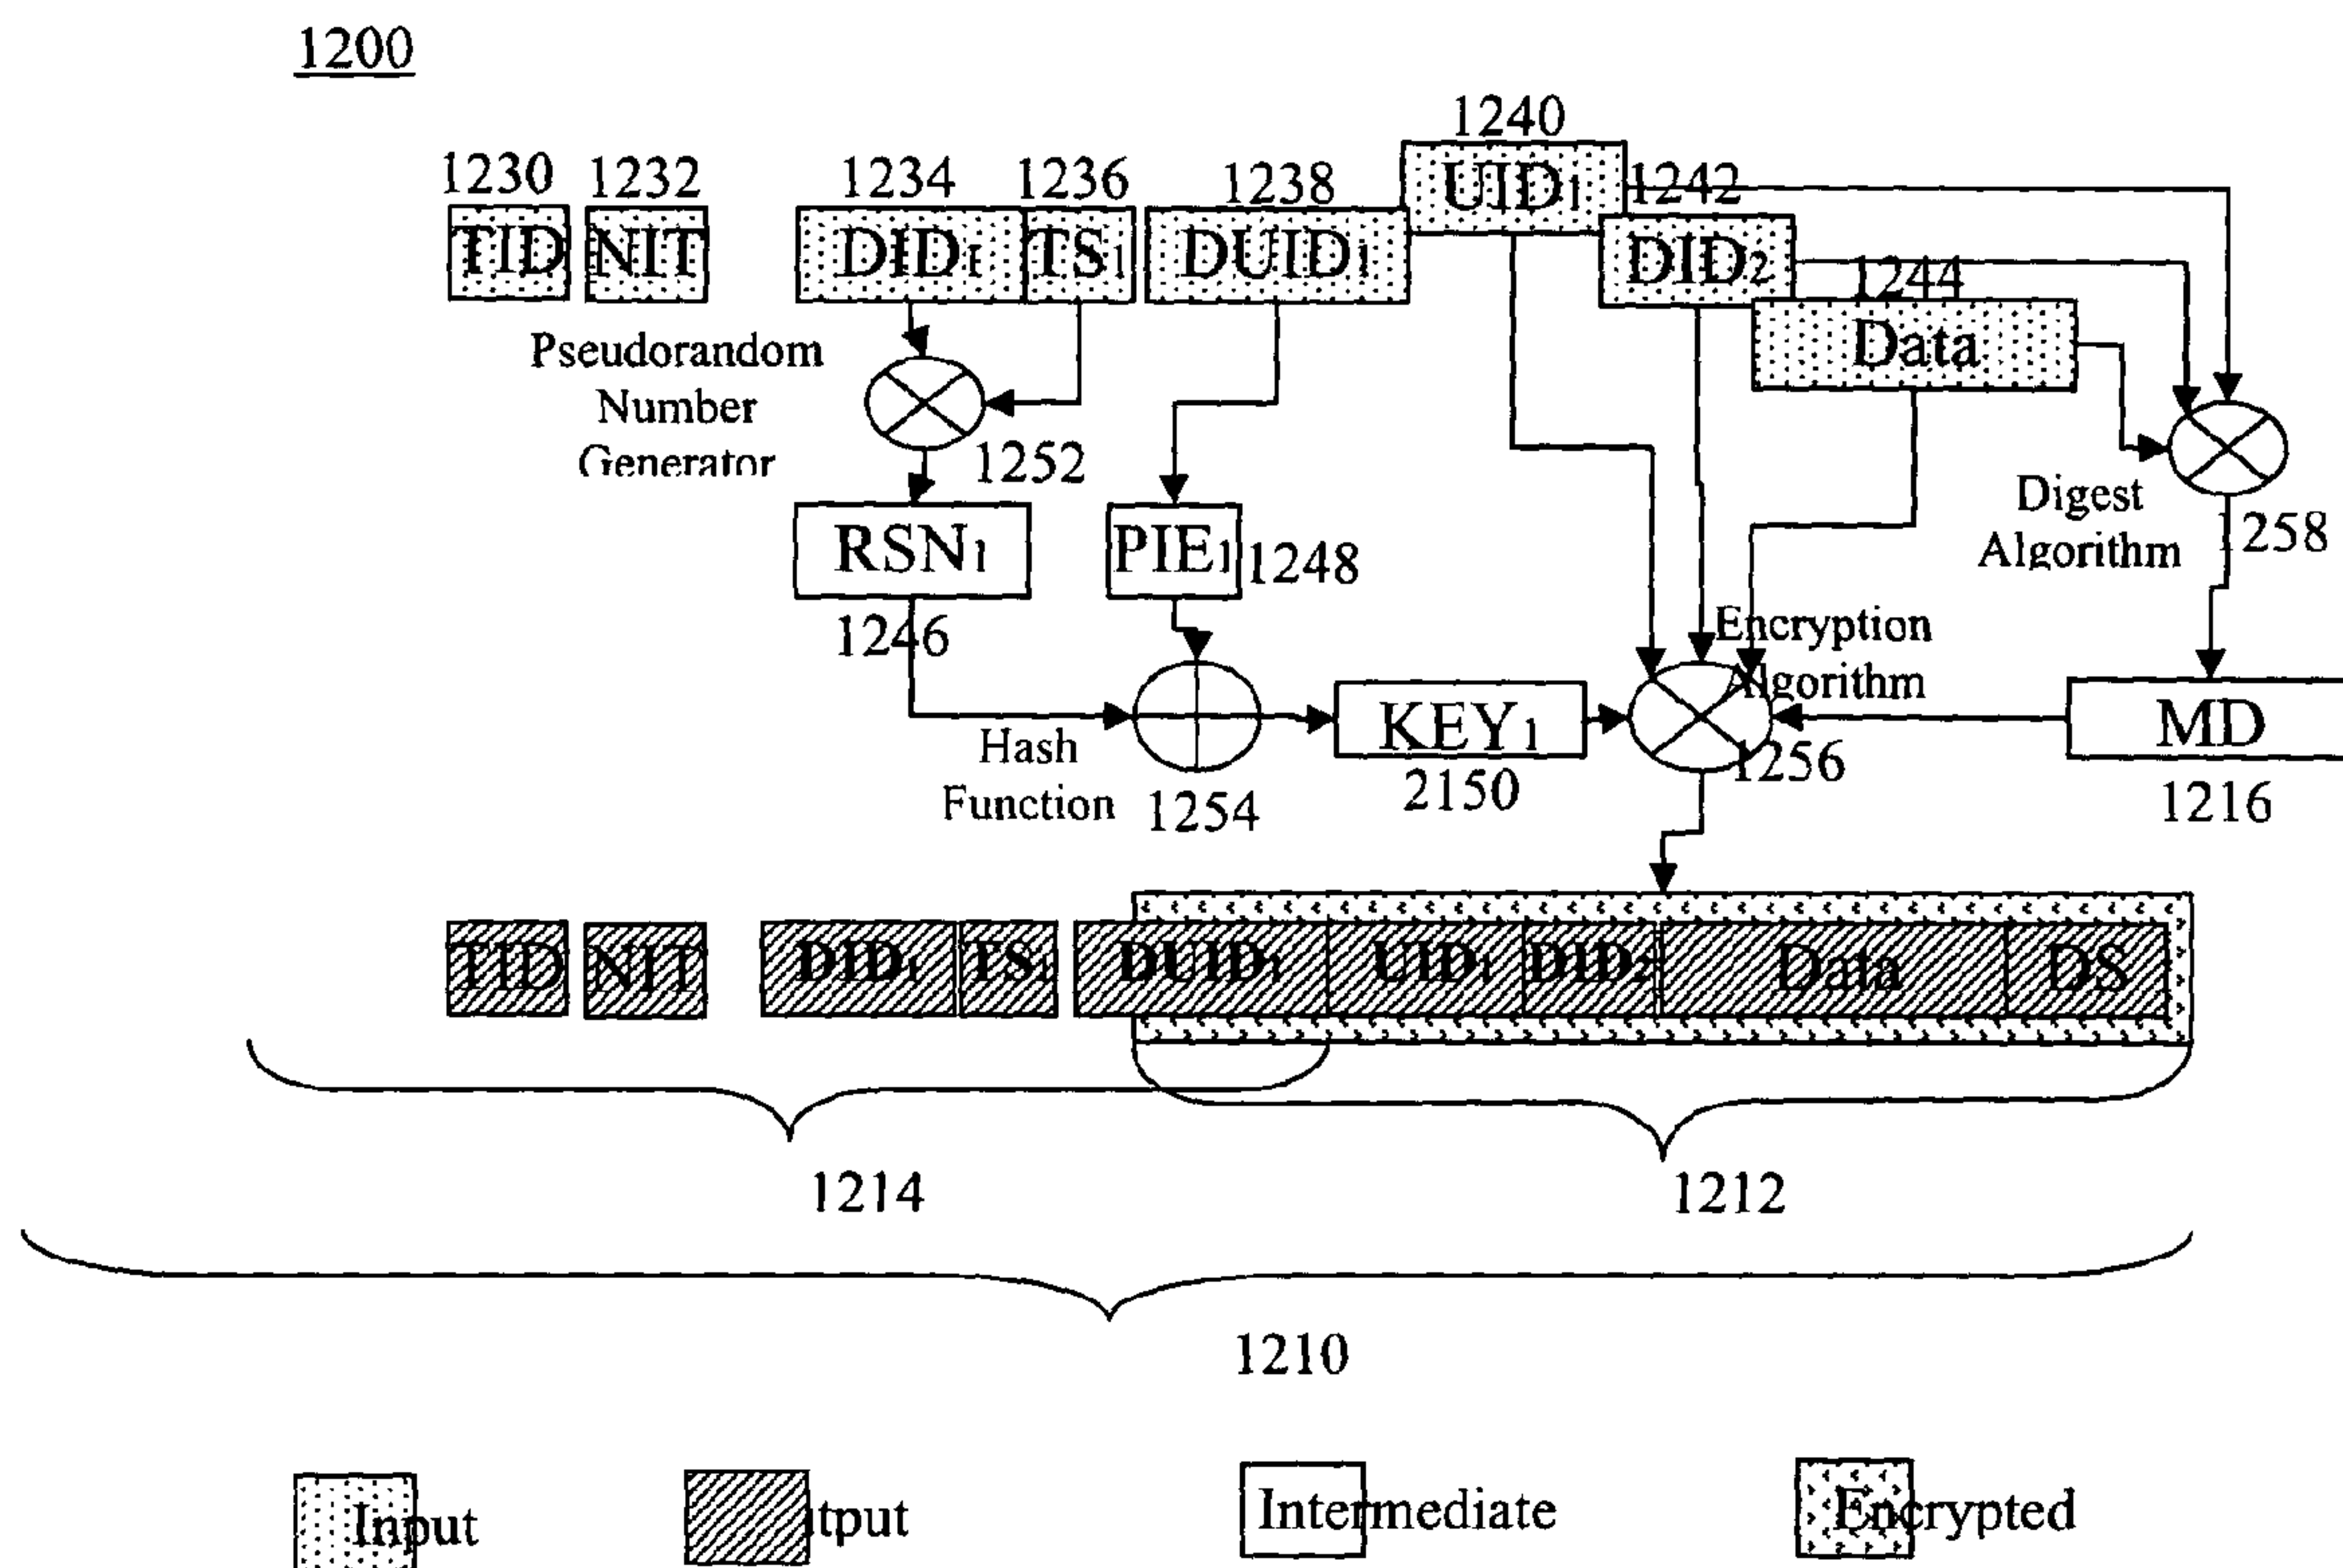 1200
1240
1230 1232 1234 1236 1238 UID1 1242
TID NIT DID1 TS1 DUID1 DID2 1244
Data
Pseudorandom
Number
Generator
1252
Digest
Algorithm
1258
RSN1 PIE1 1248
1246
Encryption
Algorithm
KEY1 MD
Hash
Function
1254 2150 1256 1216
TID NIT DID1 TS1 DUID1 UID1 DID2 Data DS
1214 1212
1210
Input tput Intermediate Encrypted